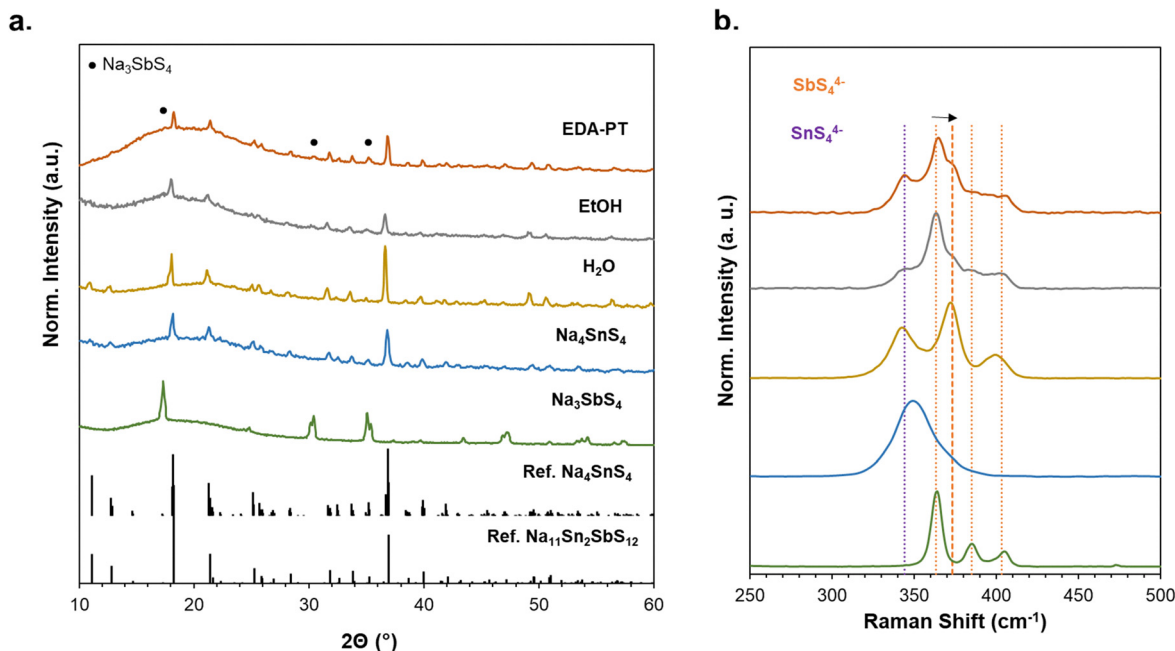 a.
● Na₃SbS₄
EDA-PT
EtOH
H₂O
Na₄SnS₄
Na₃SbS₄
Ref. Na₄SnS₄
Ref. Na₁₁Sn₂SbS₁₂
Norm. Intensity (a.u.)
10 20 30 40 50 60
2Θ (°)
b.
SbS₄⁴⁻
SnS₄⁴⁻
Norm. Intensity (a. u.)
250 300 350 400 450 500
Raman Shift (cm⁻¹)